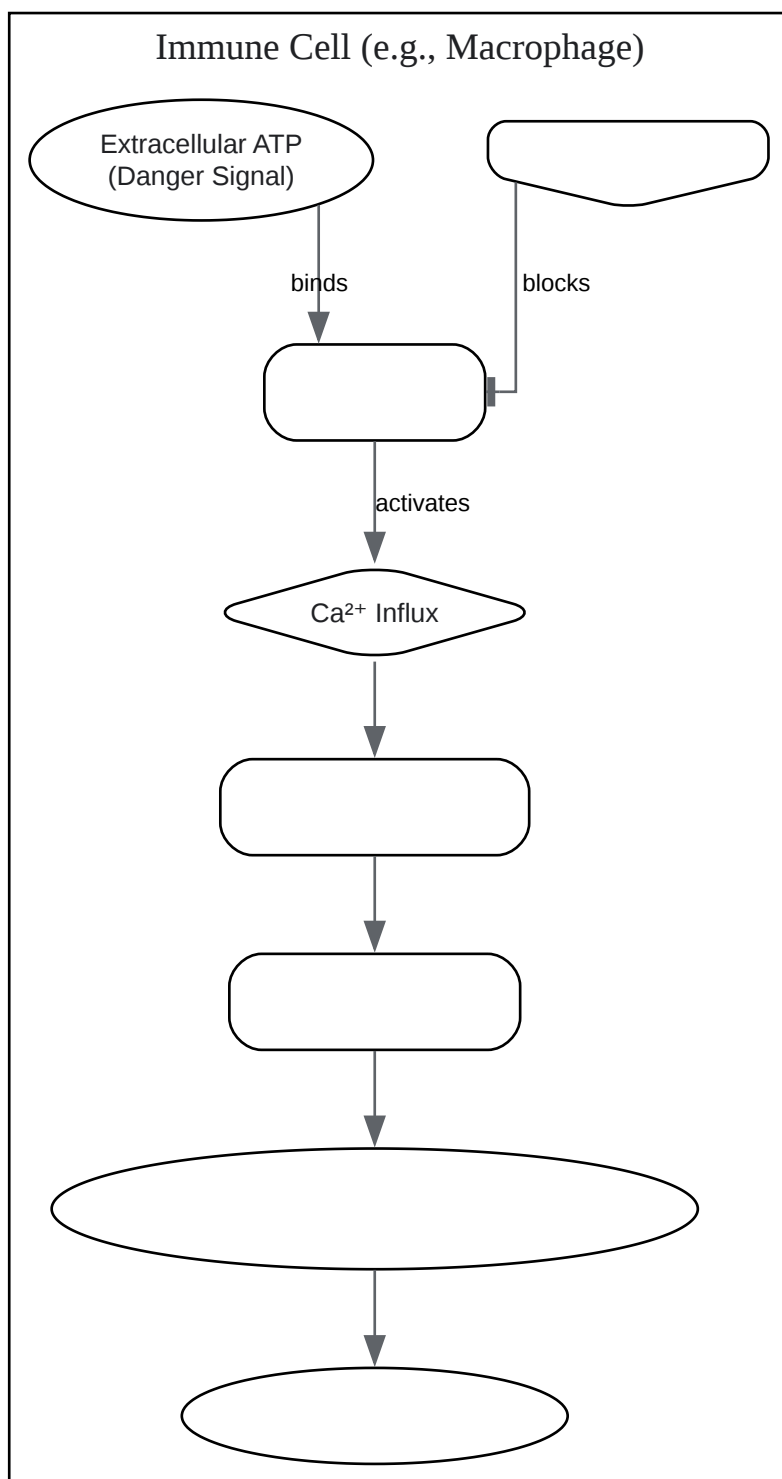 Immune Cell (e.g., Macrophage)
Extracellular ATP
(Danger Signal)
binds
blocks
activates
Ca²⁺ Influx